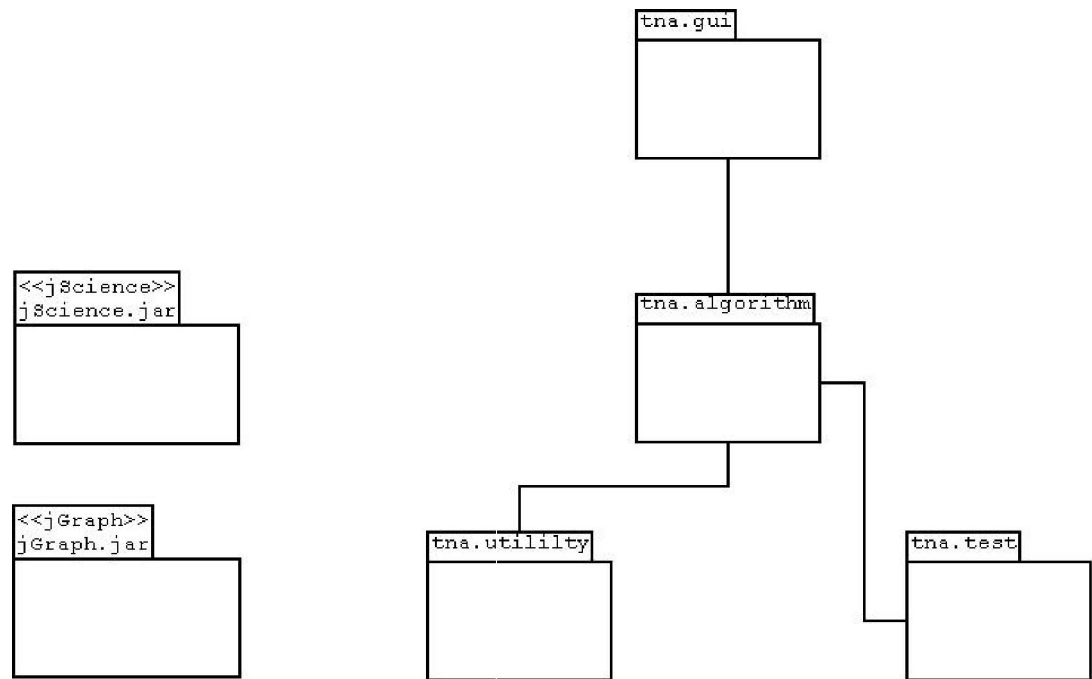 tna.gui
<<jScience>>
jScience.jar
tna.algorithm
<<jGraph>>
jGraph.jar
tna.utililty
tna.test